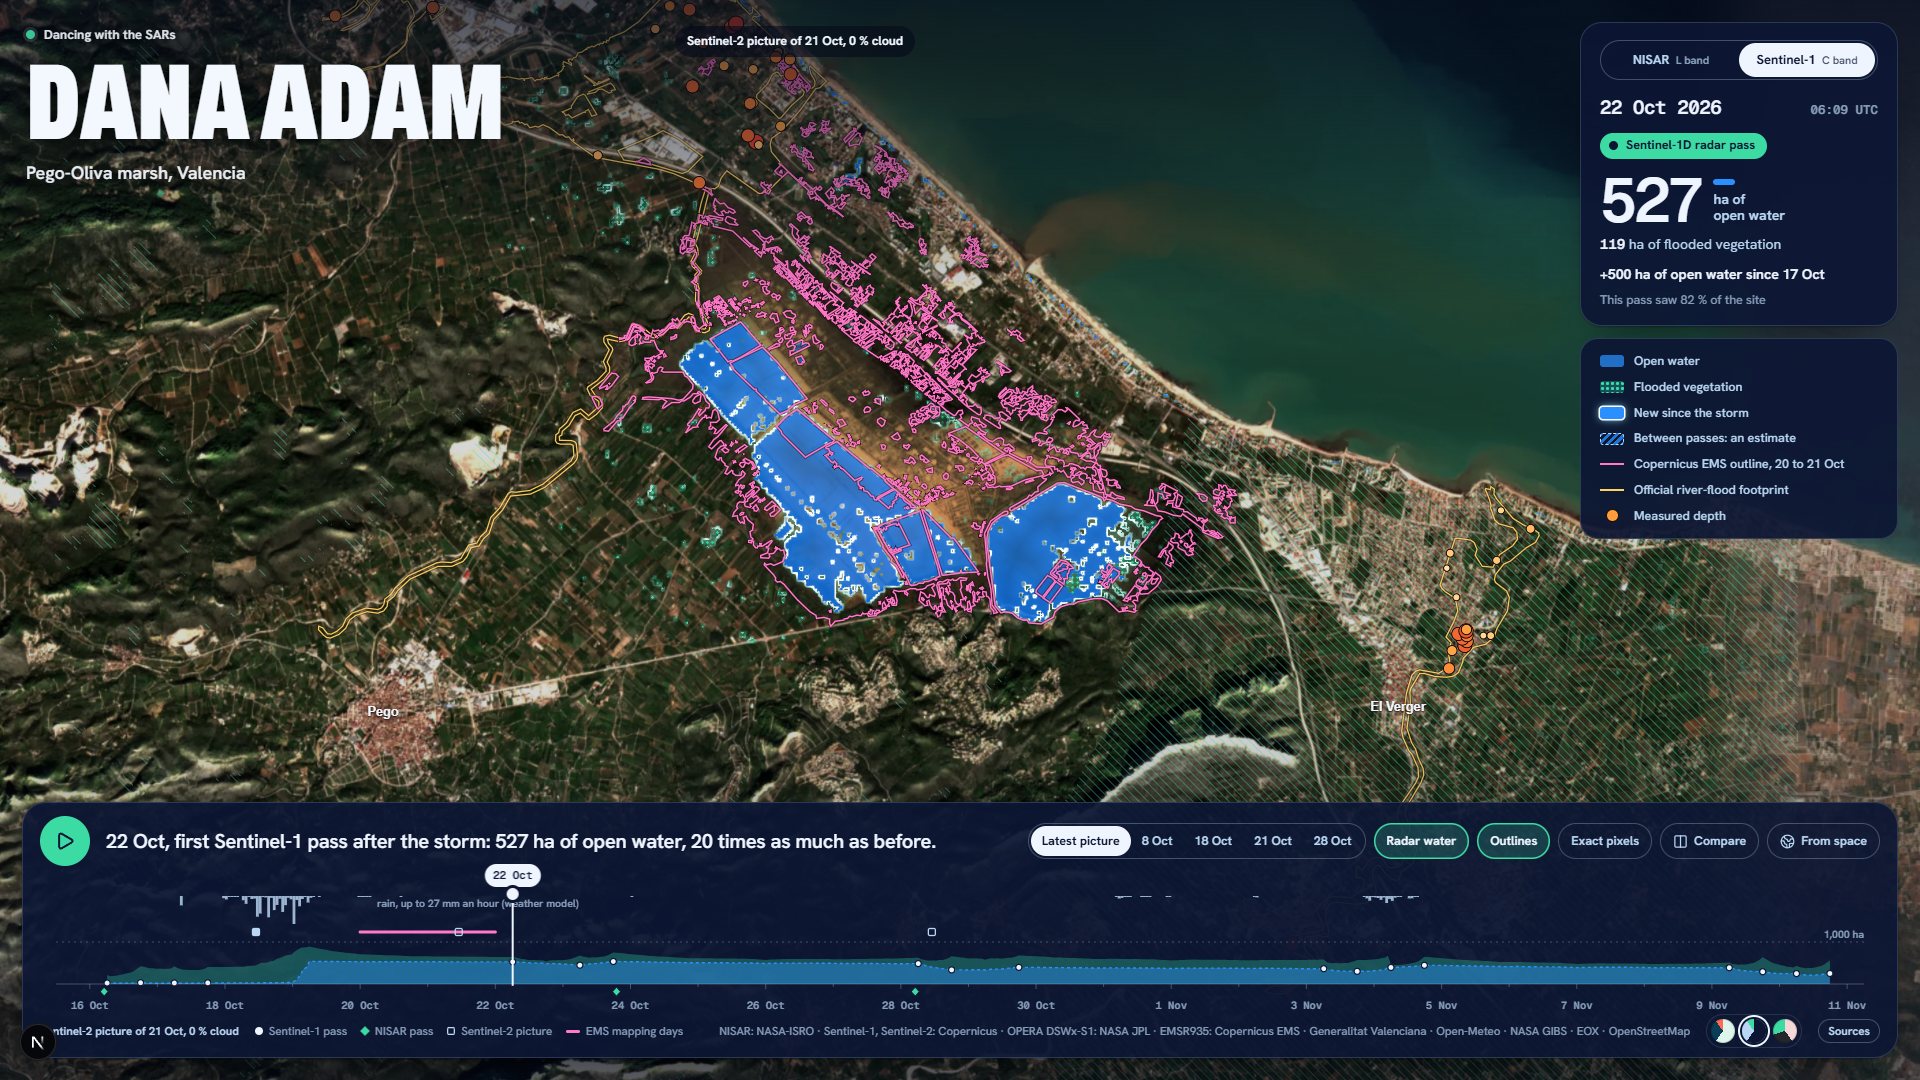 Dancing with the SARs
DANA ADAM
Pego-Oliva marsh, Valencia
Sentinel-2 picture of 21 Oct, 0 % cloud
NISAR L band
Sentinel-1 C band
22 Oct 2026
06:09 UTC
Sentinel-1D radar pass
527
ha of
open water
119 ha of flooded vegetation
+500 ha of open water since 17 Oct
This pass saw 82 % of the site
Open water
Flooded vegetation
New since the storm
Between passes: an estimate
Copernicus EMS outline, 20 to 21 Oct
Official river-flood footprint
Measured depth
Pego
El Verger
22 Oct, first Sentinel-1 pass after the storm: 527 ha of open water, 20 times as much as before.
Latest picture
8 Oct
18 Oct
21 Oct
28 Oct
Radar water
Outlines
Exact pixels
Compare
From space
22 Oct
rain, up to 27 mm an hour (weather model)
1,000 ha
16 Oct
18 Oct
20 Oct
22 Oct
24 Oct
26 Oct
28 Oct
30 Oct
1 Nov
3 Nov
5 Nov
7 Nov
9 Nov
11 Nov
ntinel-2 picture of 21 Oct, 0 % cloud
Sentinel-1 pass
NISAR pass
Sentinel-2 picture
EMS mapping days
NISAR: NASA-ISRO · Sentinel-1, Sentinel-2: Copernicus · OPERA DSWx-S1: NASA JPL · EMSR935: Copernicus EMS · Generalitat Valenciana · Open-Meteo · NASA GIBS · EOX · OpenStreetMap
Sources
N